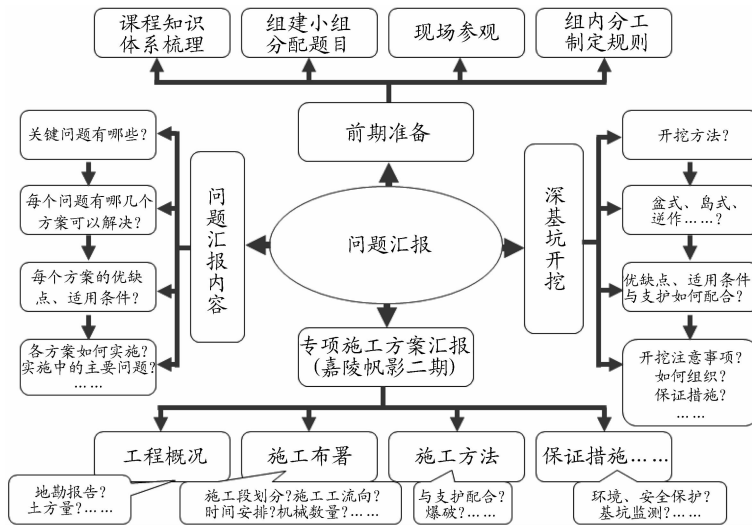 课程知识
体系梳理
组建小组
分配题目
现场参观
组内分工
制定规则
前期准备
关键问题有哪些？
每个问题有哪几个
方案可以解决？
每个方案的优缺
点、适用条件？
各方案如何实施？
实施中的主要问题？
……
问题汇报内容
问题汇报
深基坑开挖
开挖方法？
盆式、岛式、
逆作……？
优缺点、适用条件
与支护如何配合？
开挖注意事项？
如何组织？
保证措施？
……
专项施工方案汇报
(嘉陵帆影二期)
工程概况
施工布署
施工方法
保证措施……
地勘报告？
土方量？……
施工段划分？施工工流向？
时间安排？机械数量？……
与支护配合？
爆破？……
环境、安全保护？
基坑监测？……